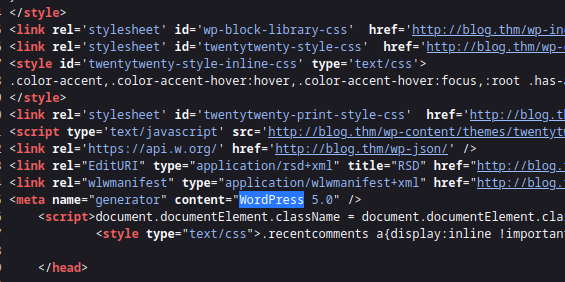 </style>
<link rel='stylesheet' id='wp-block-library-css'  href='http://blog.thm/wp-in
<link rel='stylesheet' id='twentytwenty-style-css'  href='http://blog.thm/wp-
<style id='twentytwenty-style-inline-css' type='text/css'>
.color-accent,.color-accent-hover:hover,.color-accent-hover:focus,:root .has-
</style>
<link rel='stylesheet' id='twentytwenty-print-style-css'  href='http://blog.th
<script type='text/javascript' src='http://blog.thm/wp-content/themes/twentyt
<link rel='https://api.w.org/' href='http://blog.thm/wp-json/' />
<link rel="EditURI" type="application/rsd+xml" title="RSD" href="http://blog.
<link rel="wlwmanifest" type="application/wlwmanifest+xml" href="http://blog.t
<meta name="generator" content="WordPress 5.0" />
<script>document.documentElement.className = document.documentElement.cla
<style type="text/css">.recentcomments a{display:inline !important
</head>